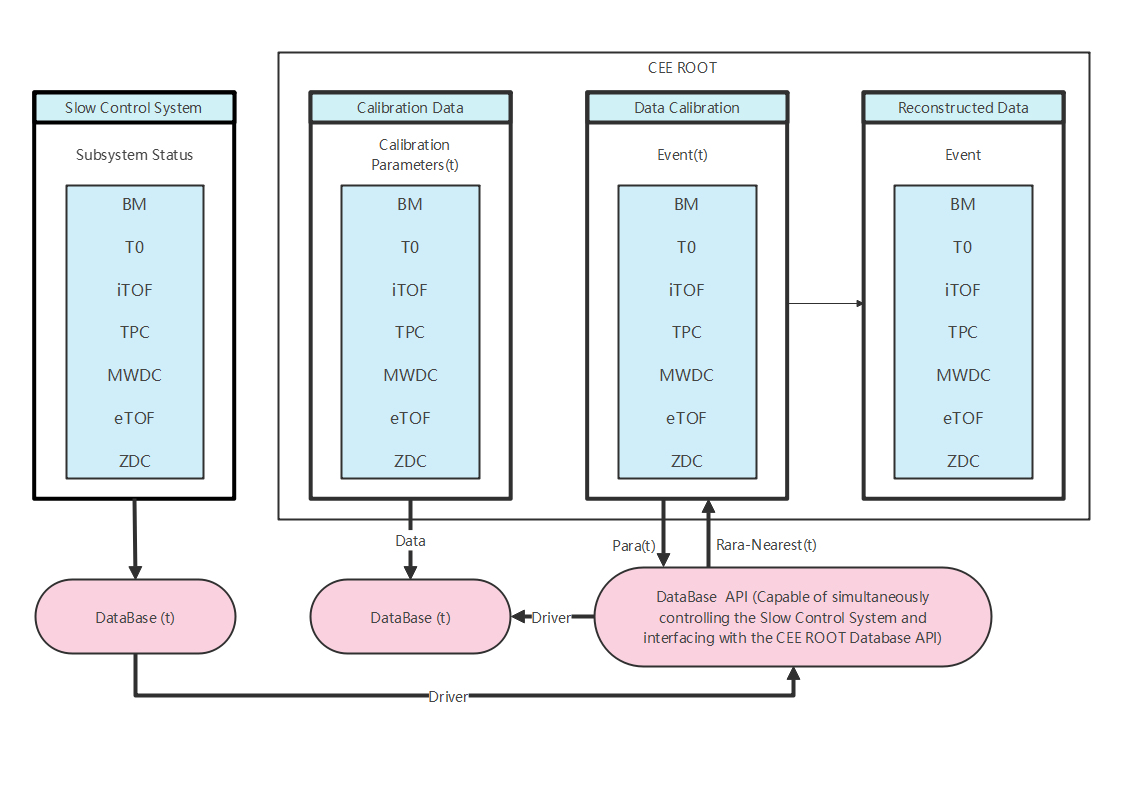 CEE ROOT
Slow Control System
Subsystem Status
BM
T0
iTOF
TPC
MWDC
eTOF
ZDC
Calibration Data
Calibration
Parameters(t)
BM
T0
iTOF
TPC
MWDC
eTOF
ZDC
Data Calibration
Event(t)
BM
T0
iTOF
TPC
MWDC
eTOF
ZDC
Reconstructed Data
Event
BM
T0
iTOF
TPC
MWDC
eTOF
ZDC
Data
Para(t)
Rara-Nearest(t)
DataBase (t)
DataBase (t)
Driver
DataBase API (Capable of simultaneously
controlling the Slow Control System and
interfacing with the CEE ROOT Database API)
Driver